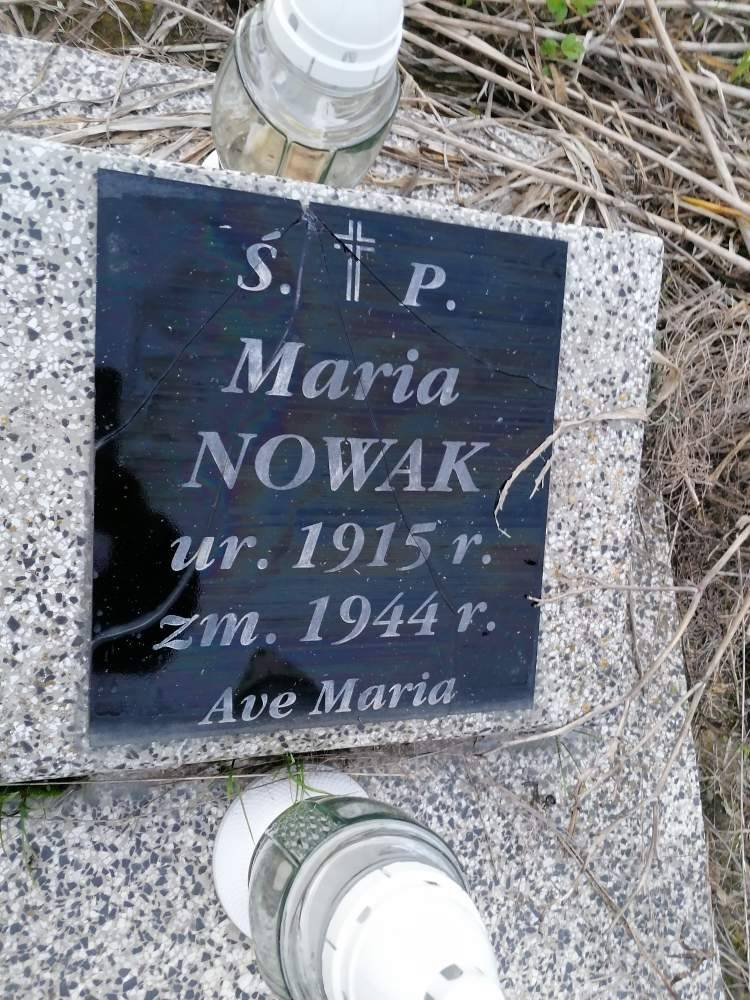 Ś. P.
Maria
NOWAK
ur. 1915 r.
zm. 1944 r.
Ave Maria